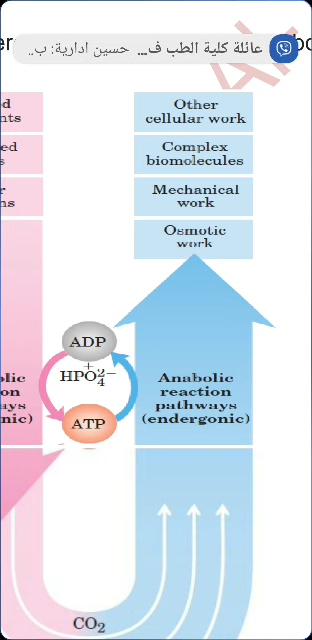 عائلة كلية الطب ف... حسين ادارية: ب..
Other
cellular work
Complex
biomolecules
Mechanical
work
Osmotic
work
ADP
+
HPO₄²⁻
ATP
Anabolic
reaction
pathways
(endergonic)
CO₂